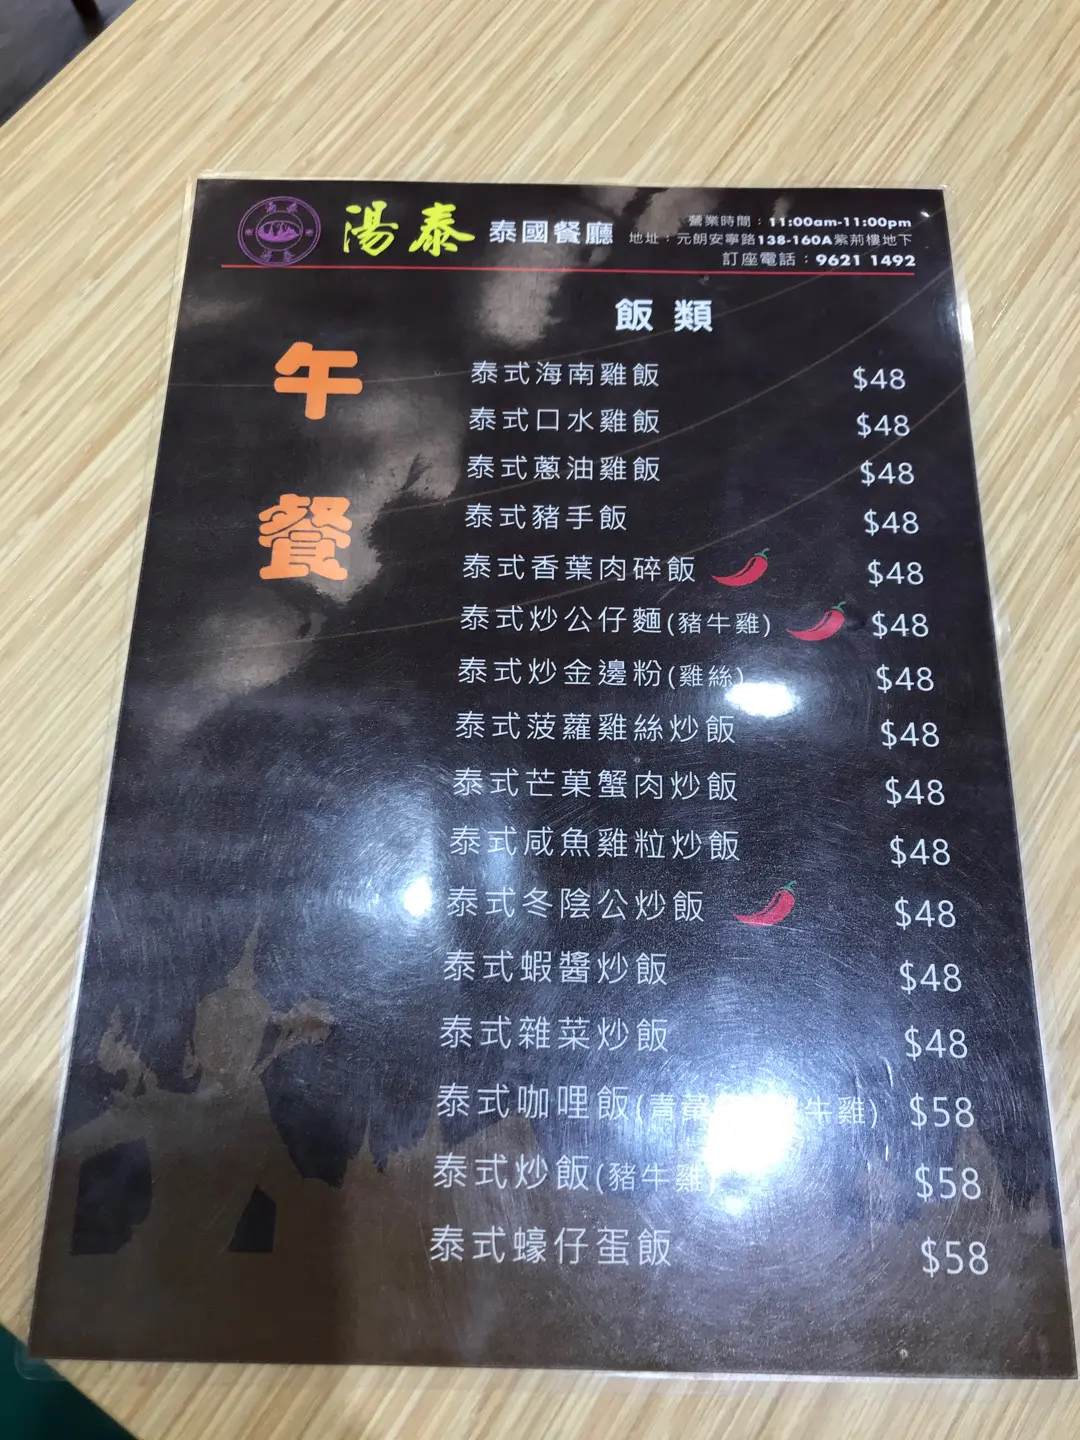 湯泰 泰國餐廳
營業時間：11:00am-11:00pm
地址：元朗安寧路138-160A紫荊樓地下
訂座電話：9621 1492
午餐
飯類
泰式海南雞飯 $48
泰式口水雞飯 $48
泰式蔥油雞飯 $48
泰式豬手飯 $48
泰式香葉肉碎飯 $48
泰式炒公仔麵(豬牛雞) $48
泰式炒金邊粉(雞絲) $48
泰式菠蘿雞絲炒飯 $48
泰式芒菓蟹肉炒飯 $48
泰式咸魚雞粒炒飯 $48
泰式冬陰公炒飯 $48
泰式蝦醬炒飯 $48
泰式雜菜炒飯 $48
泰式咖哩飯(青黃 牛雞) $58
泰式炒飯(豬牛雞) $58
泰式蠔仔蛋飯 $58